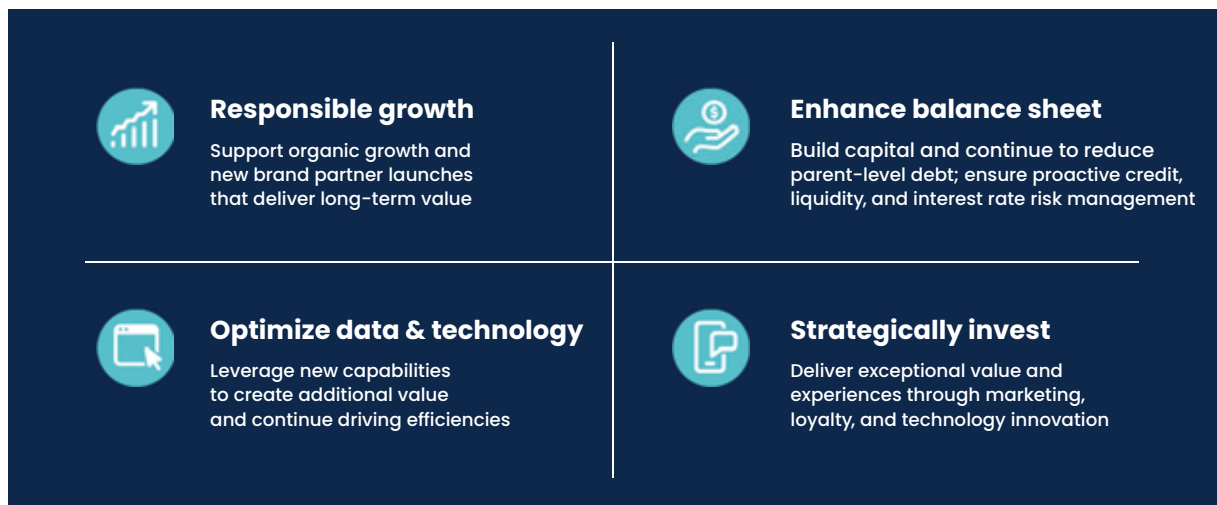 Responsible growth
Support organic growth and
new brand partner launches
that deliver long-term value
Enhance balance sheet
Build capital and continue to reduce
parent-level debt; ensure proactive credit,
liquidity, and interest rate risk management
Optimize data & technology
Leverage new capabilities
to create additional value
and continue driving efficiencies
Strategically invest
Deliver exceptional value and
experiences through marketing,
loyalty, and technology innovation